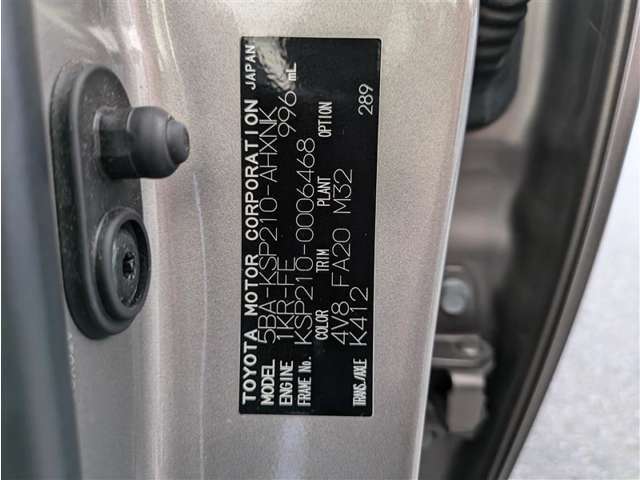 TOYOTA MOTOR CORPORATION JAPAN
MODEL 5BA-KSP210-AHXNK
ENGINE 1KR-FE 996 mL
FRAME No. KSP210-0006468
COLOR TRIM PLANT OPTION
4V8 FA20 M32 289
TRANS/AXLE K412